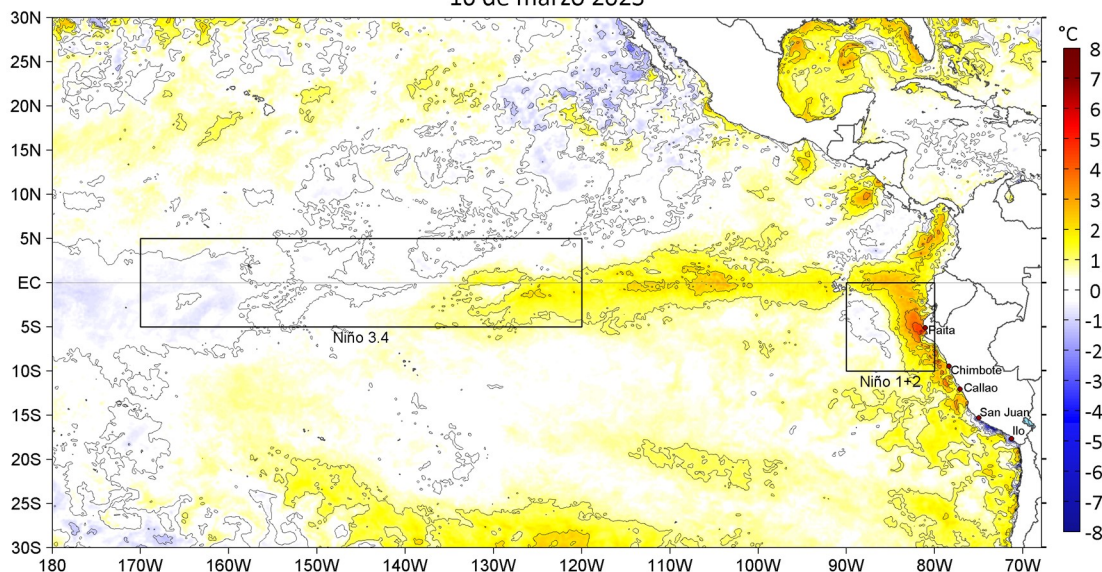 10 de marzo 2023
°C
30N
25N
20N
15N
10N
5N
EC
5S
10S
15S
20S
25S
30S
Niño 3.4
Niño 1+2
Paita
Chimbote
Callao
San Juan
Ilo
180 170W 160W 150W 140W 130W 120W 110W 100W 90W 80W 70W
8
7
6
5
4
3
2
1
0
-1
-2
-3
-4
-5
-6
-7
-8